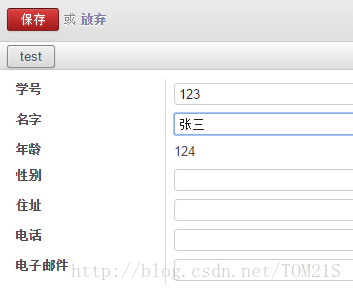 保存 或 放弃
test
学号 123
名字 张三
年龄 124
性别
住址
电话
电子邮件
http://blog.csdn.net/TOM21S